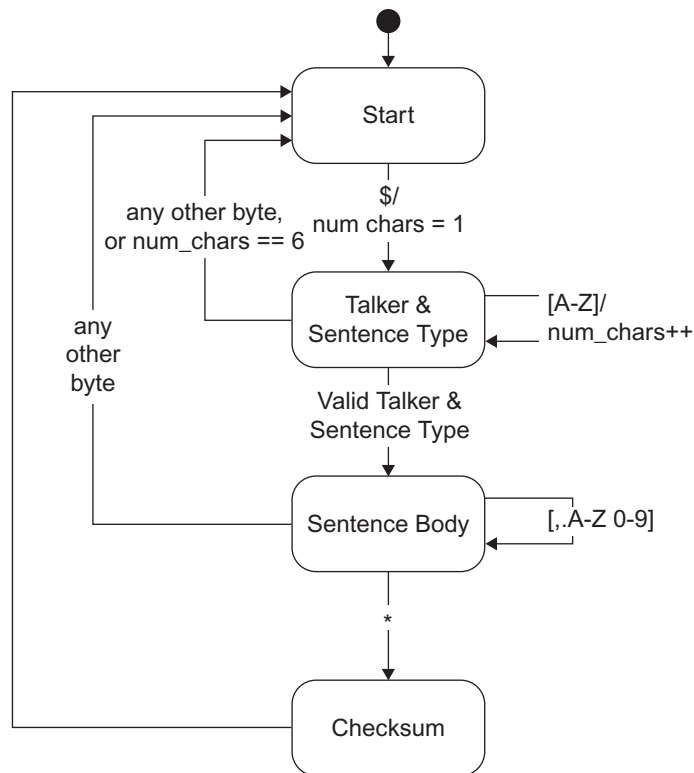 Start
$/
num chars = 1
any other byte,
or num_chars == 6
Talker &
Sentence Type
[A-Z]/
num_chars++
any
other
byte
Valid Talker &
Sentence Type
Sentence Body
[,.A-Z 0-9]
*
Checksum